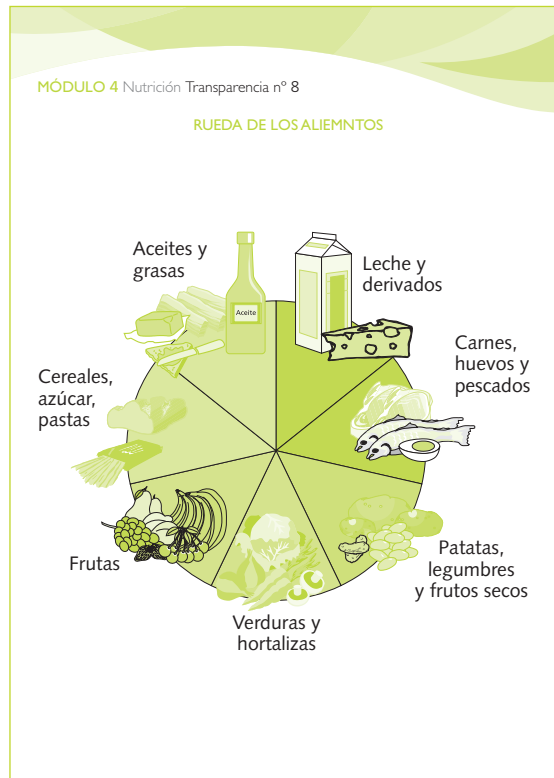 MÓDULO 4 Nutrición Transparencia nº 8
RUEDA DE LOS ALIEMNTOS
Aceites y
grasas
Aceite
Leche y
derivados
Carnes,
huevos y
pescados
Cereales,
azúcar,
pastas
Frutas
Patatas,
legumbres
y frutos secos
Verduras y
hortalizas